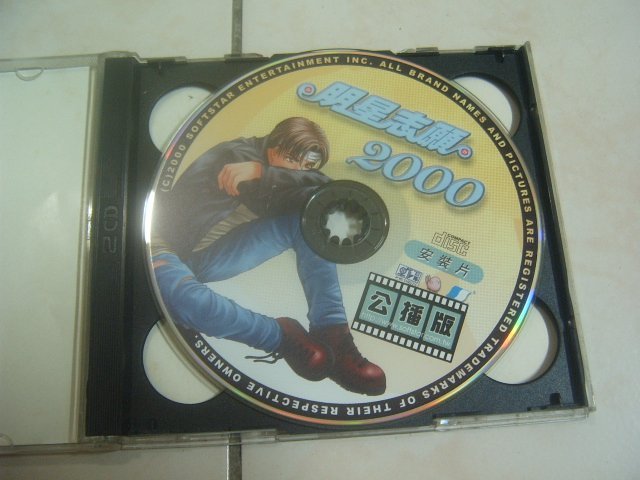 (C)2000 SOFTSTAR ENTERTAINMENT INC. ALL BRAND NAMES AND PICTURES ARE REGISTERED TRADEMARKS OF THEIR RESPECTIVE OWNERS.
明星志願
2000
COMPACT
disc
安裝片
公播版
2CD